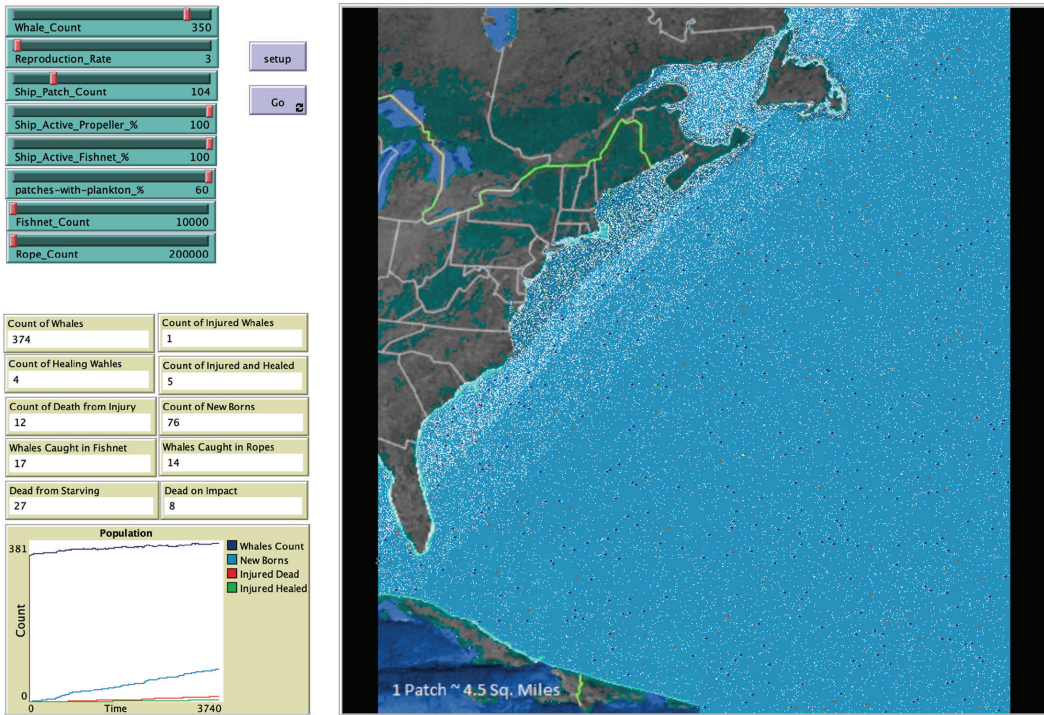 Whale_Count 350
Reproduction_Rate 3
Ship_Patch_Count 104
Ship_Active_Propeller_% 100
Ship_Active_Fishnet_% 100
patches-with-plankton_% 60
Fishnet_Count 10000
Rope_Count 200000
setup
Go
Count of Whales
374
Count of Injured Whales
1
Count of Healing Wahles
4
Count of Injured and Healed
5
Count of Death from Injury
12
Count of New Borns
76
Whales Caught in Fishnet
17
Whales Caught in Ropes
14
Dead from Starving
27
Dead on Impact
8
Population
381
Count
0
0
Time
3740
Whales Count
New Borns
Injured Dead
Injured Healed
1 Patch ~ 4.5 Sq. Miles